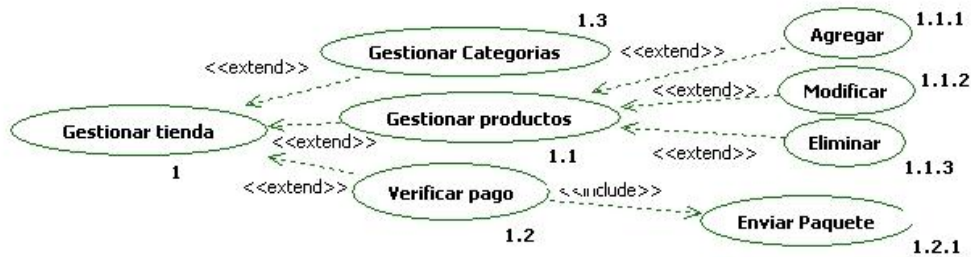 1.3
1.1.1
Gestionar Categorias
<<extend>>
Agregar
<<extend>>
1.1.2
<<extend>>
Modificar
Gestionar tienda
Gestionar productos
<<extend>>
Eliminar
1
1.1
<<extend>>
1.1.3
<<extend>>
Verificar pago
<<include>>
1.2
Enviar Paquete
1.2.1